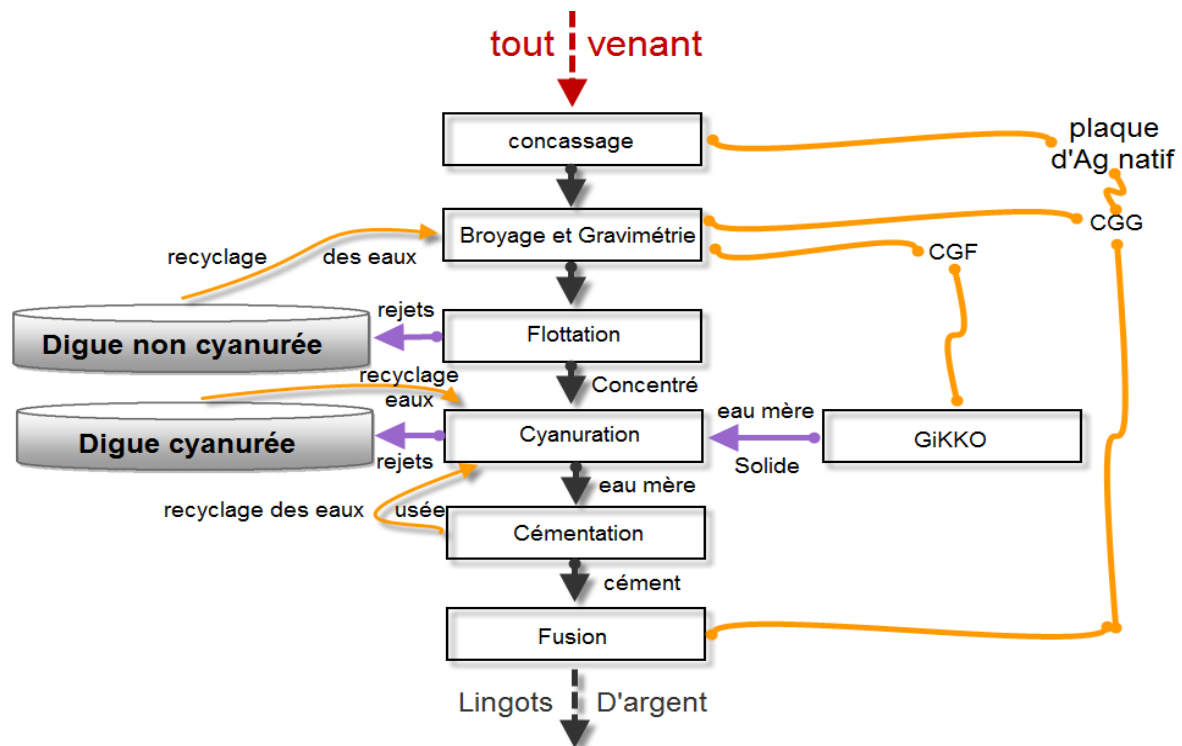 tout venant
concassage
plaque
d'Ag natif
Broyage et Gravimétrie
CGG
recyclage des eaux
CGF
rejets
Digue non cyanurée
Flottation
recyclage
eaux
Concentré
eau mère
Digue cyanurée
Cyanuration
GiKKO
rejets
Solide
eau mère
recyclage des eaux usée
Cémentation
cément
Fusion
Lingots D'argent